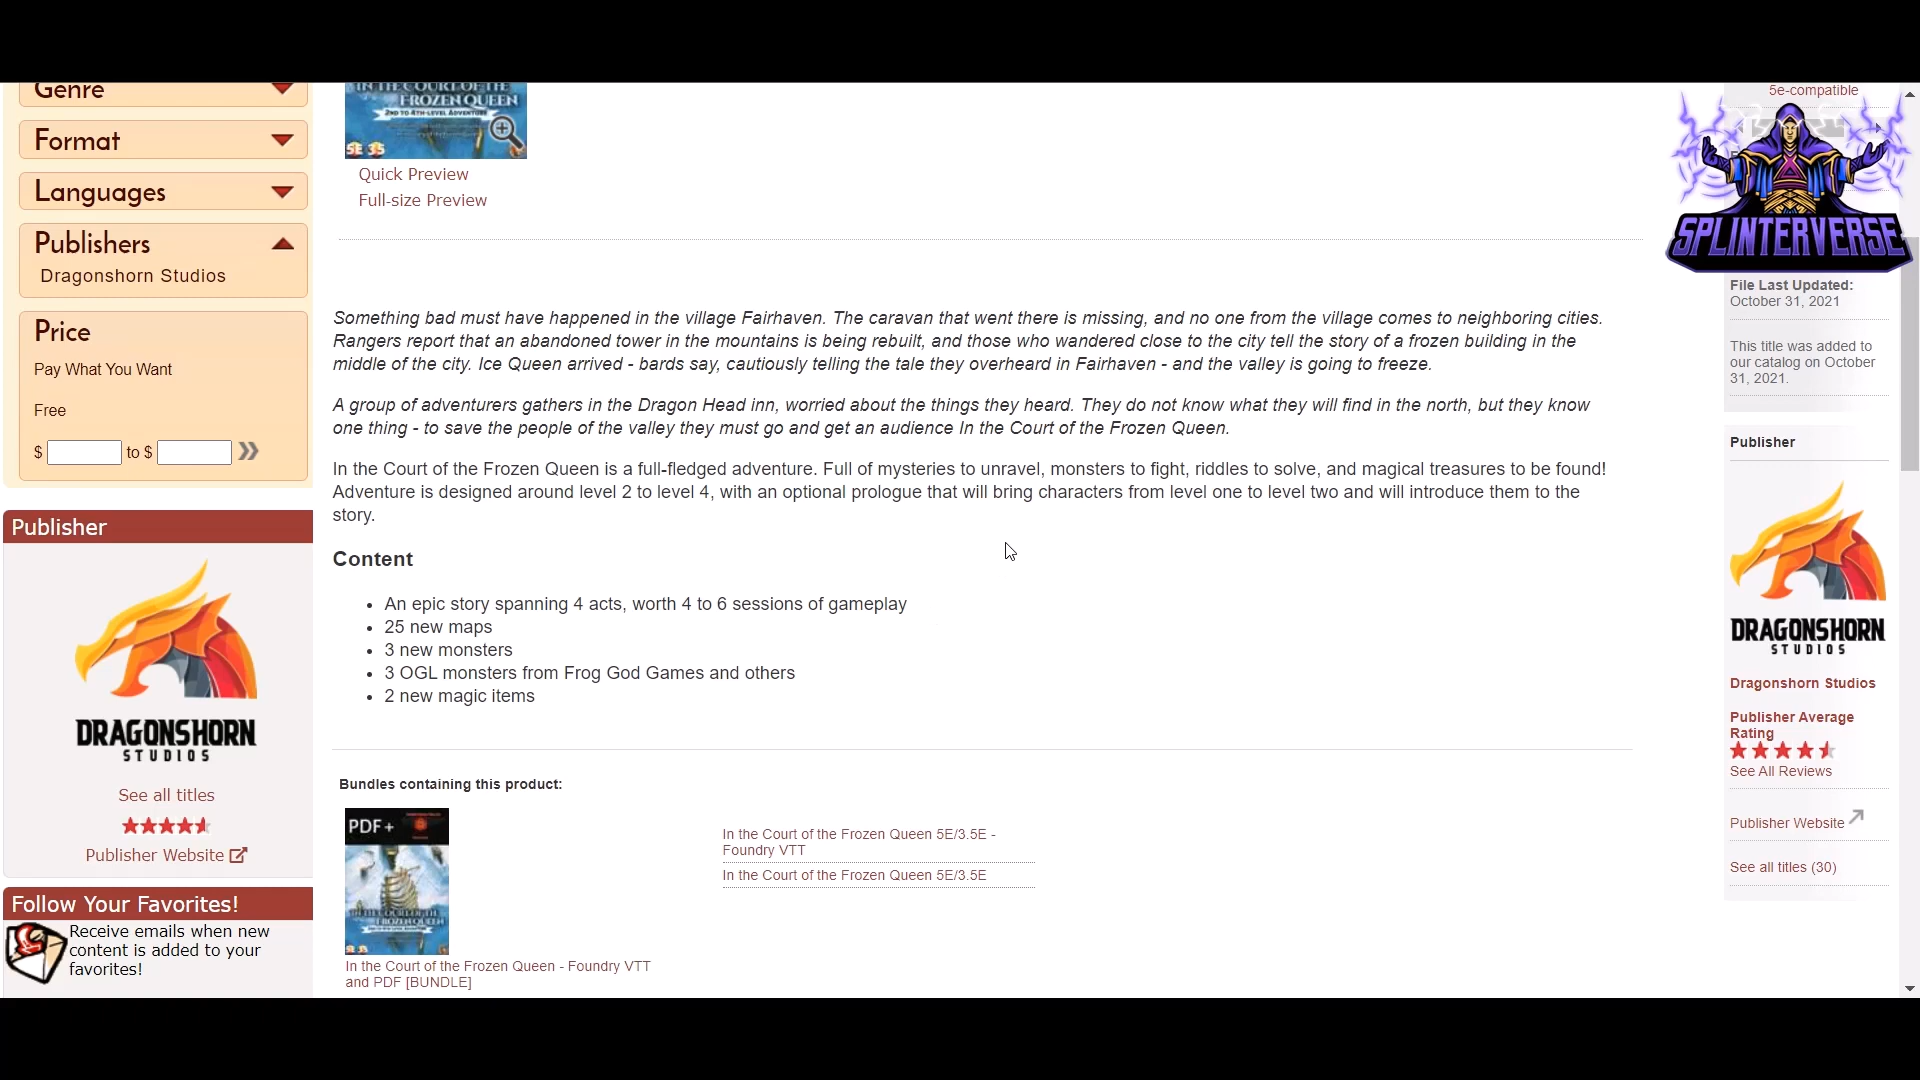 Genre
Format
Languages
Publishers
Dragonshorn Studios
Price
Pay What You Want
Free
$ to $
Publisher
DRAGONSHORN
STUDIOS
See all titles
Publisher Website
Follow Your Favorites!
Receive emails when new
content is added to your
favorites!
IN THE COURT OF THE
FROZEN QUEEN
2ND TO 4TH-LEVEL ADVENTURE
5E 3.5
Quick Preview
Full-size Preview
Something bad must have happened in the village Fairhaven. The caravan that went there is missing, and no one from the village comes to neighboring cities.
Rangers report that an abandoned tower in the mountains is being rebuilt, and those who wandered close to the city tell the story of a frozen building in the
middle of the city. Ice Queen arrived - bards say, cautiously telling the tale they overheard in Fairhaven - and the valley is going to freeze.
A group of adventurers gathers in the Dragon Head inn, worried about the things they heard. They do not know what they will find in the north, but they know
one thing - to save the people of the valley they must go and get an audience In the Court of the Frozen Queen.
In the Court of the Frozen Queen is a full-fledged adventure. Full of mysteries to unravel, monsters to fight, riddles to solve, and magical treasures to be found!
Adventure is designed around level 2 to level 4, with an optional prologue that will bring characters from level one to level two and will introduce them to the
story.
Content
• An epic story spanning 4 acts, worth 4 to 6 sessions of gameplay
• 25 new maps
• 3 new monsters
• 3 OGL monsters from Frog God Games and others
• 2 new magic items
Bundles containing this product:
PDF+
IN THE COURT OF THE
FROZEN QUEEN
In the Court of the Frozen Queen - Foundry VTT
and PDF [BUNDLE]
In the Court of the Frozen Queen 5E/3.5E -
Foundry VTT
In the Court of the Frozen Queen 5E/3.5E
5e-compatible
SPLINTERVERSE
File Last Updated:
October 31, 2021
This title was added to
our catalog on October
31, 2021.
Publisher
DRAGONSHORN
STUDIOS
Dragonshorn Studios
Publisher Average
Rating
See All Reviews
Publisher Website
See all titles (30)